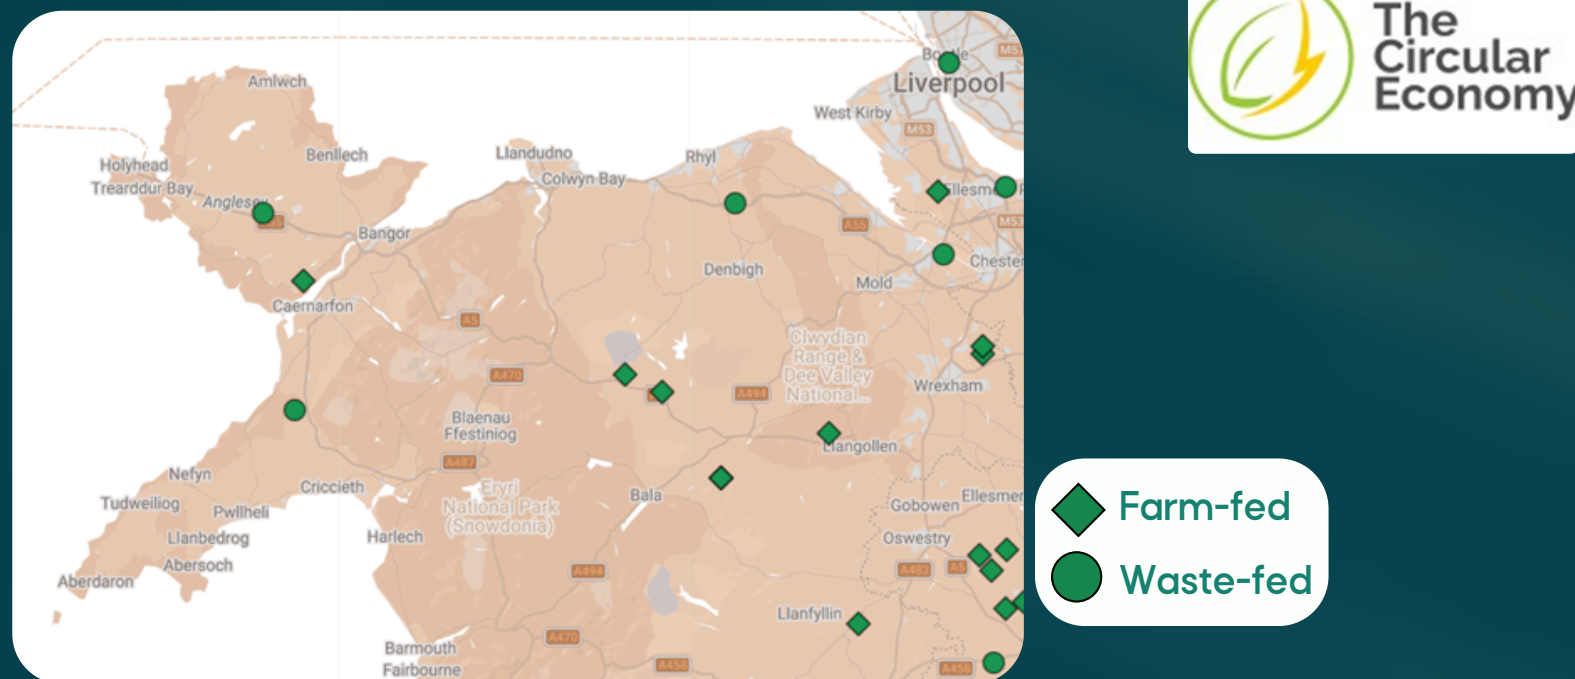 The
Circular
Economy
Bootle
Liverpool
M57
West Kirby
M53
Amlwch
Benllech
Holyhead
Trearddur Bay
Anglesey
Llandudno
Colwyn Bay
Rhyl
Ellesm
M53
A55
Bangor
Denbigh
Mold
Chester
Caernarfon
A5
Clwydian
Range &
Dee Valley
National...
A470
A494
Wrexham
Blaenau
Ffestiniog
Llangollen
A487
Nefyn
Criccieth
Eryri
National Park
(Snowdonia)
Bala
Tudweiliog
Pwllheli
Gobowen
Ellesmer
Llanbedrog
Harlech
Oswestry
Abersoch
Aberdaron
A494
A483
A5
Llanfyllin
A470
Barmouth
Fairbourne
A458
A458
Farm-fed
Waste-fed